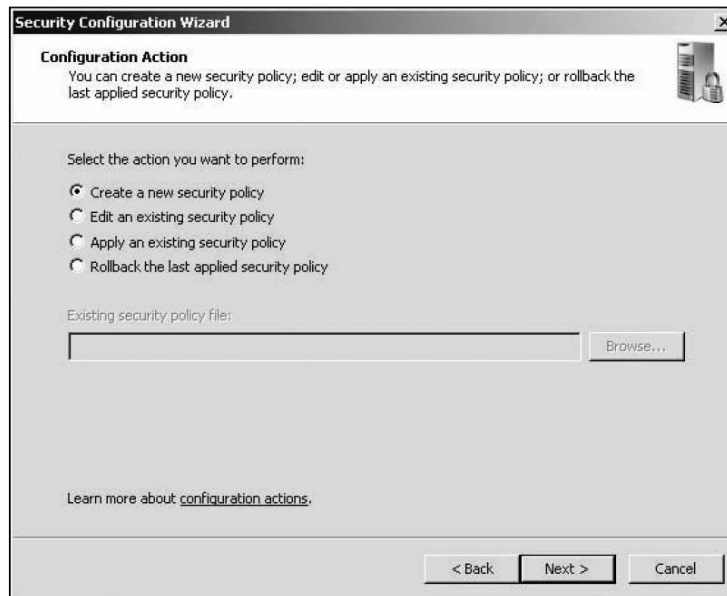 Security Configuration Wizard
Configuration Action
You can create a new security policy; edit or apply an existing security policy; or rollback the
last applied security policy.
Select the action you want to perform:
Create a new security policy
Edit an existing security policy
Apply an existing security policy
Rollback the last applied security policy
Existing security policy file:
Browse...
Learn more about configuration actions.
< Back Next > Cancel